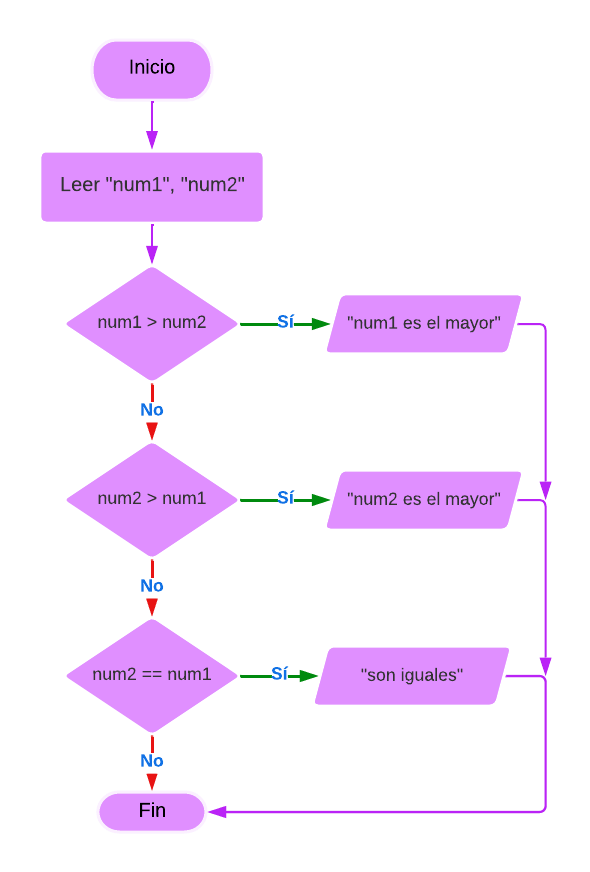 Inicio
Leer "num1", "num2"
num1 > num2
Sí
"num1 es el mayor"
No
num2 > num1
Sí
"num2 es el mayor"
No
num2 == num1
Sí
"son iguales"
No
Fin